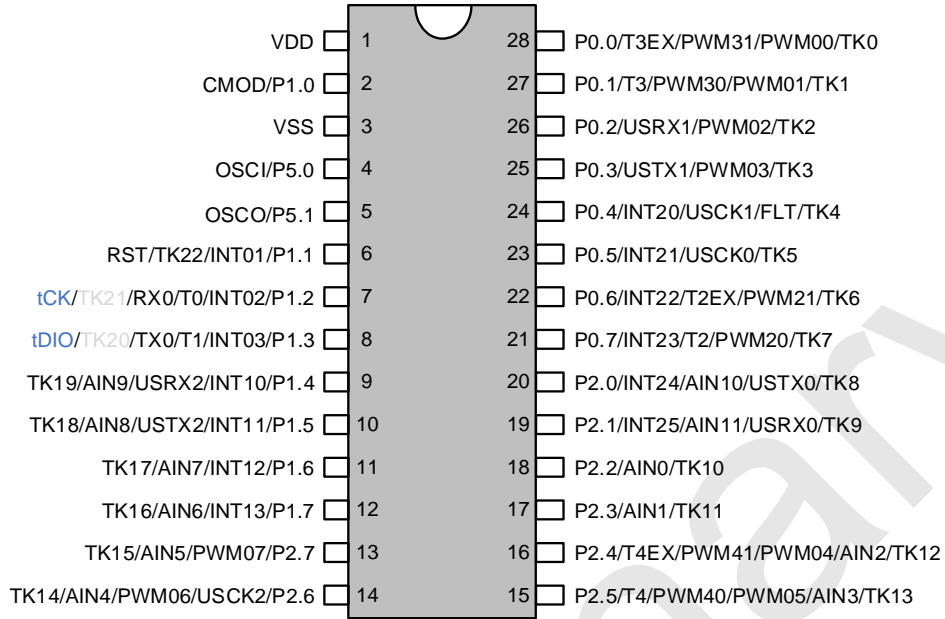 VDD 1 28 P0.0/T3EX/PWM31/PWM00/TK0
CMOD/P1.0 2 27 P0.1/T3/PWM30/PWM01/TK1
VSS 3 26 P0.2/USRX1/PWM02/TK2
OSCI/P5.0 4 25 P0.3/USTX1/PWM03/TK3
OSCO/P5.1 5 24 P0.4/INT20/USCK1/FLT/TK4
RST/TK22/INT01/P1.1 6 23 P0.5/INT21/USCK0/TK5
tCK/TK21/RX0/T0/INT02/P1.2 7 22 P0.6/INT22/T2EX/PWM21/TK6
tDIO/TK20/TX0/T1/INT03/P1.3 8 21 P0.7/INT23/T2/PWM20/TK7
TK19/AIN9/USRX2/INT10/P1.4 9 20 P2.0/INT24/AIN10/USTX0/TK8
TK18/AIN8/USTX2/INT11/P1.5 10 19 P2.1/INT25/AIN11/USRX0/TK9
TK17/AIN7/INT12/P1.6 11 18 P2.2/AIN0/TK10
TK16/AIN6/INT13/P1.7 12 17 P2.3/AIN1/TK11
TK15/AIN5/PWM07/P2.7 13 16 P2.4/T4EX/PWM41/PWM04/AIN2/TK12
TK14/AIN4/PWM06/USCK2/P2.6 14 15 P2.5/T4/PWM40/PWM05/AIN3/TK13